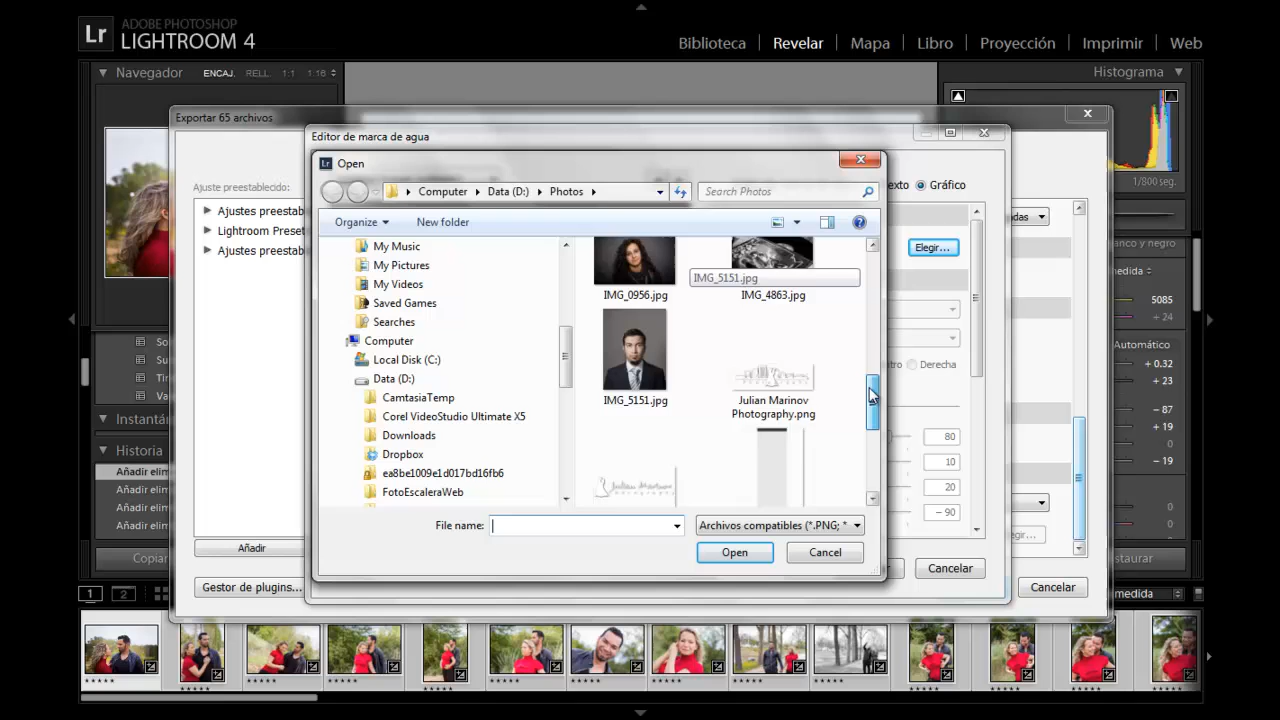 Lr
ADOBE PHOTOSHOP
LIGHTROOM 4
Biblioteca Revelar Mapa Libro Proyección Imprimir Web
Navegador ENCAJ. RELL. 1:1 1:16
Histograma
Exportar 65 archivos
Editor de marca de agua
Lr Open
1/800 seg.
Ajuste preestablecido:
Computer Data (D:) Photos
Search Photos
Gráfico
Ajustes preestab
Lightroom Preset
Ajustes preestab
Organize New folder
Elegir...
My Music
My Pictures
My Videos
Saved Games
Searches
Computer
Local Disk (C:)
Data (D:)
CamtasiaTemp
Corel VideoStudio Ultimate X5
Downloads
Dropbox
ea8be1009e1d017bd16fb6
FotoEscaleraWeb
IMG_5151.jpg
IMG_0956.jpg
IMG_4863.jpg
IMG_5151.jpg
Julian Marinov
Photography.png
Julian Marinov
Derecha
80
10
20
– 90
anco y negro
medida
5085
+ 24
Automático
+ 0.32
+ 23
– 87
+ 19
0
– 19
0
0
0
Instantán
Historia
Añadir elim
Añadir elim
Añadir elim
Añadir elim
File name:
Archivos compatibles (*.PNG; *
Open Cancel
Añadir
Copiar
Gestor de plugins...
Cancelar
Cancelar
staurar
1 2
medida